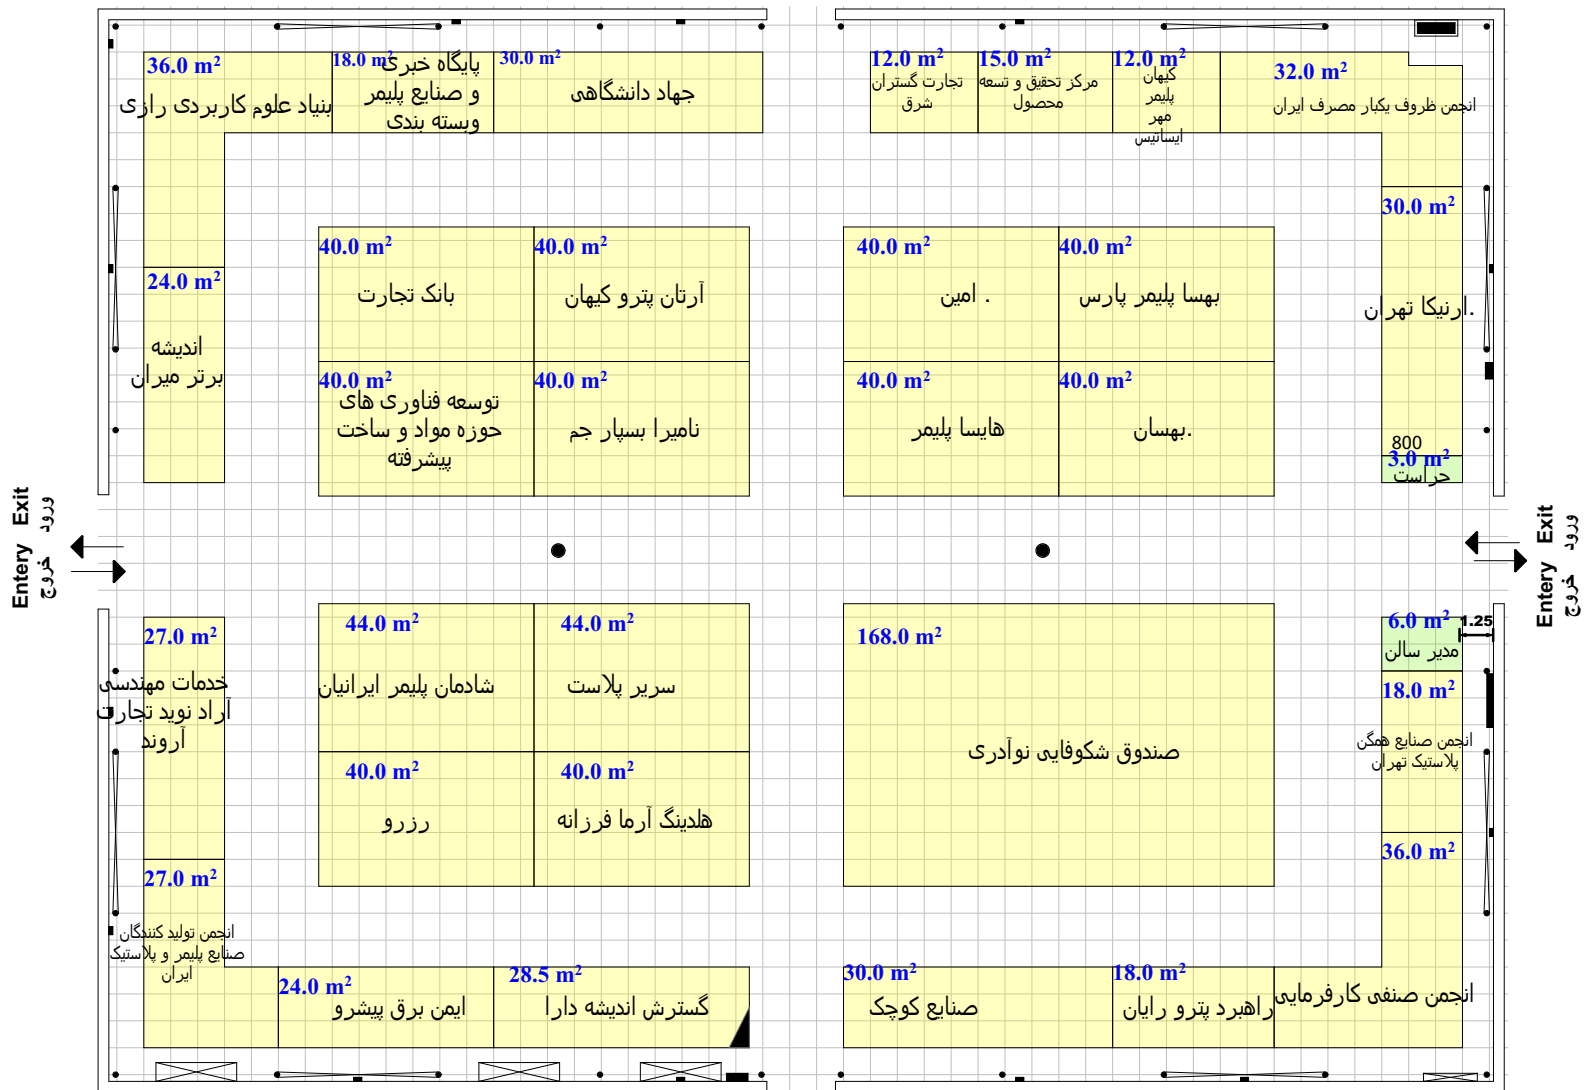 36.0 m²
بنیاد علوم کاربردی رازی
18.0 m²
پایگاه خبری
و صنایع پلیمر
وبسته بندی
30.0 m²
جهاد دانشگاهی
12.0 m²
تجارت گستران
شرق
15.0 m²
مرکز تحقیق و تسعه
محصول
12.0 m²
کیهان
پلیمر
مهر
ایساتیس
32.0 m²
انجمن ظروف یکبار مصرف ایران
24.0 m²
اندیشه
برتر میران
40.0 m²
بانک تجارت
40.0 m²
آرتان پترو کیهان
40.0 m²
امین .
40.0 m²
بهسا پلیمر پارس
30.0 m²
ارنیکا تهران.
40.0 m²
توسعه فناوری های
حوزه مواد و ساخت
پیشرفته
40.0 m²
نامیرا بسپار جم
40.0 m²
هایسا پلیمر
40.0 m²
بهسان.
800
3.0 m²
حراست
Entery Exit
ورود خروج
Entery Exit
ورود خروج
27.0 m²
خدمات مهندسی
آراد نوید تجارت
آروند
44.0 m²
شادمان پلیمر ایرانیان
44.0 m²
سریر پلاست
168.0 m²
صندوق شکوفایی نوآدری
6.0 m²
مدیر سالن
1.25
18.0 m²
انجمن صنایع همگن
پلاستیک تهران
40.0 m²
رزرو
40.0 m²
هلدینگ آرما فرزانه
36.0 m²
انجمن صنفی کارفرمایی
27.0 m²
انجمن تولید کنندگان
صنایع پلیمر و پلاستیک
ایران
24.0 m²
ایمن برق پیشرو
28.5 m²
گسترش اندیشه دارا
30.0 m²
صنایع کوچک
18.0 m²
راهبرد پترو رایان